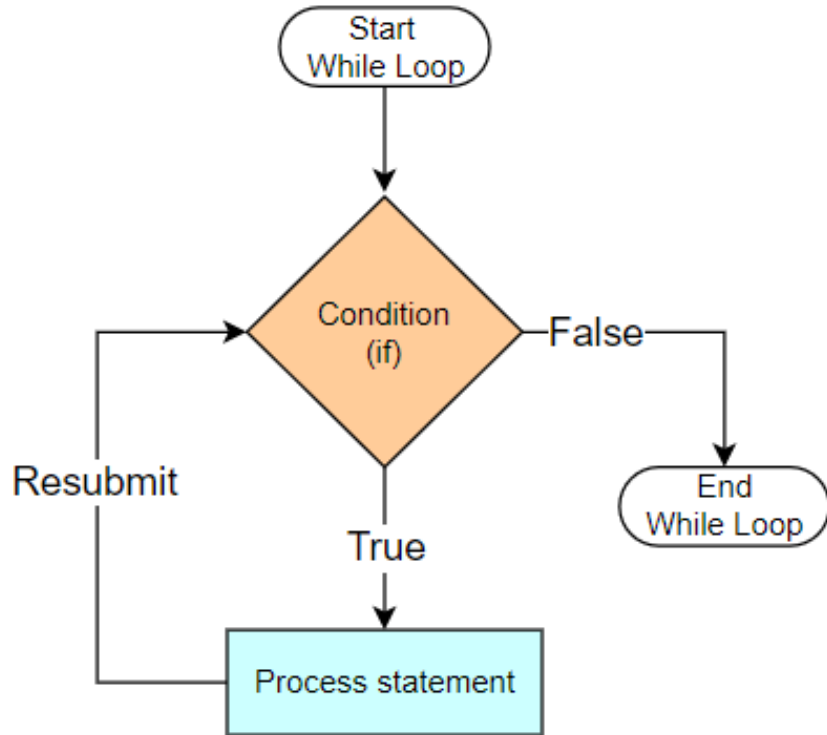 Start
While Loop
Condition
(if)
False
Resubmit
End
While Loop
True
Process statement